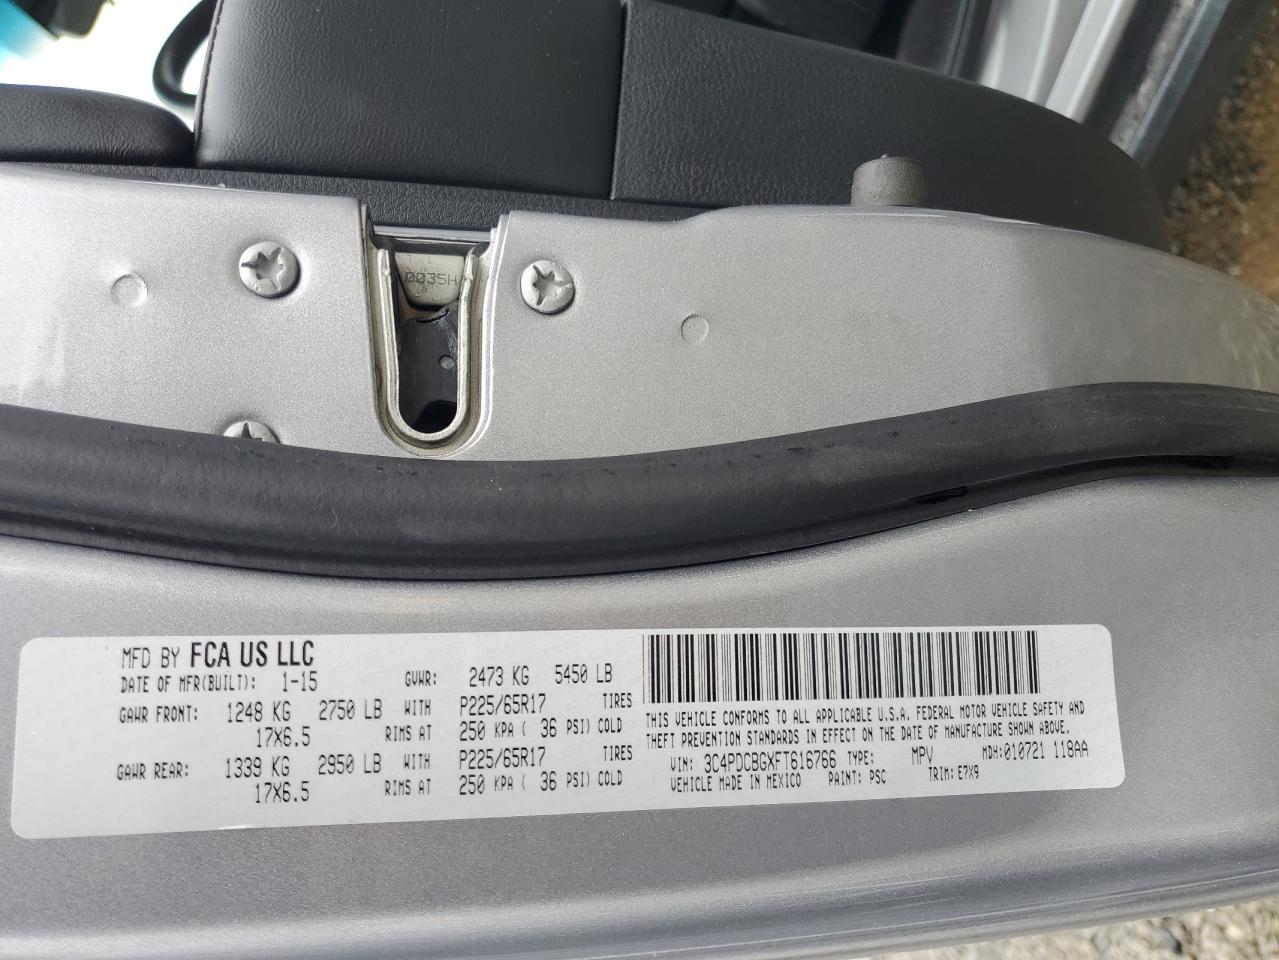 003SH
MFD BY FCA US LLC
DATE OF MFR(BUILT): 1-15 GVWR: 2473 KG 5450 LB
GAWR FRONT: 1248 KG 2750 LB WITH P225/65R17 TIRES
17X6.5 RIMS AT 250 KPA ( 36 PSI) COLD
GAWR REAR: 1339 KG 2950 LB WITH P225/65R17 TIRES
17X6.5 RIMS AT 250 KPA ( 36 PSI) COLD
THIS VEHICLE CONFORMS TO ALL APPLICABLE U.S.A. FEDERAL MOTOR VEHICLE SAFETY AND
THEFT PREVENTION STANDARDS IN EFFECT ON THE DATE OF MANUFACTURE SHOWN ABOVE.
VIN: 3C4PDCBGXFT616766 TYPE: MPV MDH:010721 118AA
VEHICLE MADE IN MEXICO PAINT: PSC TRIM: E7X9